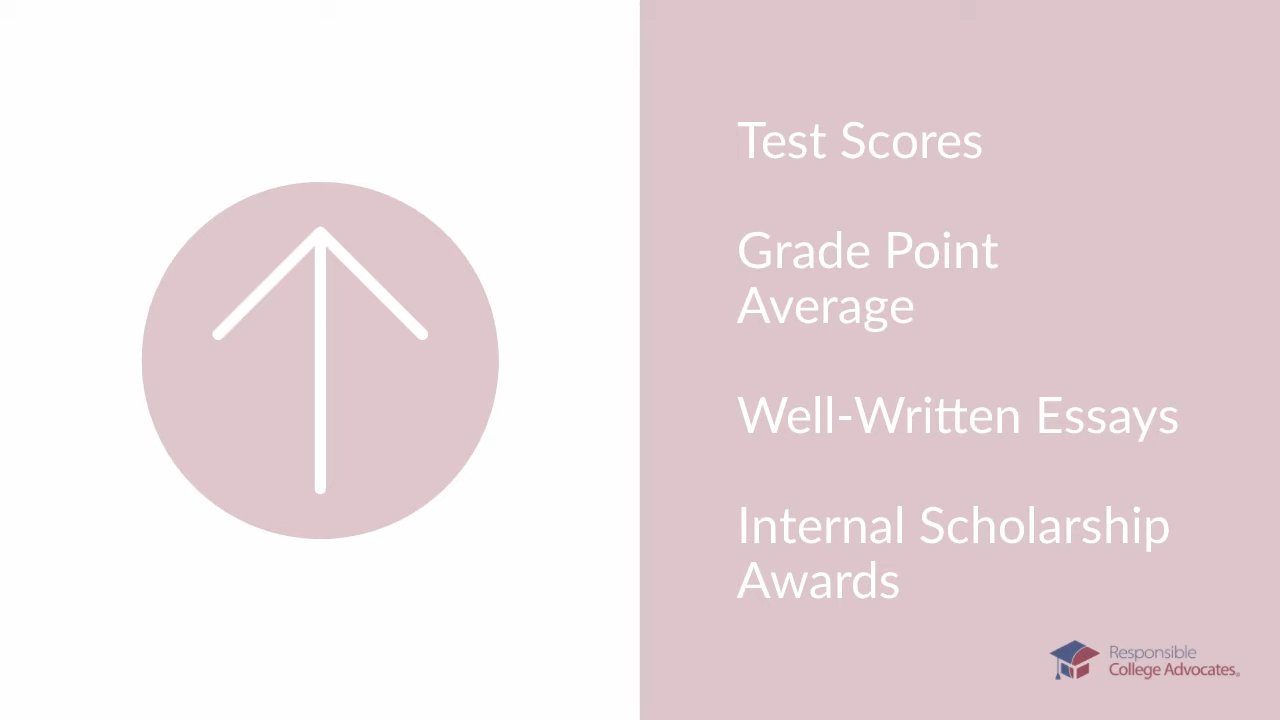 Test Scores
Grade Point
Average
Well-Written Essays
Internal Scholarship
Awards
Responsible
College Advocates®